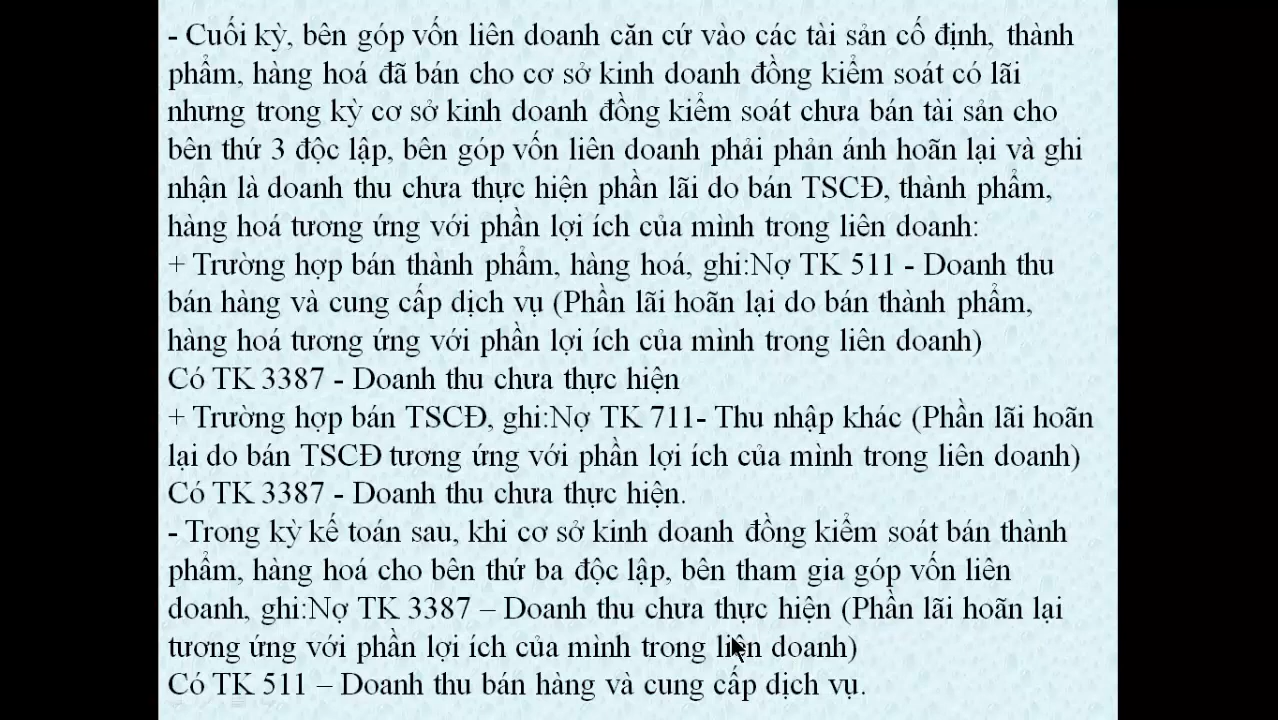 - Cuối kỳ, bên góp vốn liên doanh căn cứ vào các tài sản cố định, thành
phẩm, hàng hoá đã bán cho cơ sở kinh doanh đồng kiểm soát có lãi
nhưng trong kỳ cơ sở kinh doanh đồng kiểm soát chưa bán tài sản cho
bên thứ 3 độc lập, bên góp vốn liên doanh phải phản ánh hoãn lại và ghi
nhận là doanh thu chưa thực hiện phần lãi do bán TSCĐ, thành phẩm,
hàng hoá tương ứng với phần lợi ích của mình trong liên doanh:
+ Trường hợp bán thành phẩm, hàng hoá, ghi:Nợ TK 511 - Doanh thu
bán hàng và cung cấp dịch vụ (Phần lãi hoãn lại do bán thành phẩm,
hàng hoá tương ứng với phần lợi ích của mình trong liên doanh)
Có TK 3387 - Doanh thu chưa thực hiện
+ Trường hợp bán TSCĐ, ghi:Nợ TK 711- Thu nhập khác (Phần lãi hoãn
lại do bán TSCĐ tương ứng với phần lợi ích của mình trong liên doanh)
Có TK 3387 - Doanh thu chưa thực hiện.
- Trong kỳ kế toán sau, khi cơ sở kinh doanh đồng kiểm soát bán thành
phẩm, hàng hoá cho bên thứ ba độc lập, bên tham gia góp vốn liên
doanh, ghi:Nợ TK 3387 – Doanh thu chưa thực hiện (Phần lãi hoãn lại
tương ứng với phần lợi ích của mình trong liên doanh)
Có TK 511 – Doanh thu bán hàng và cung cấp dịch vụ.